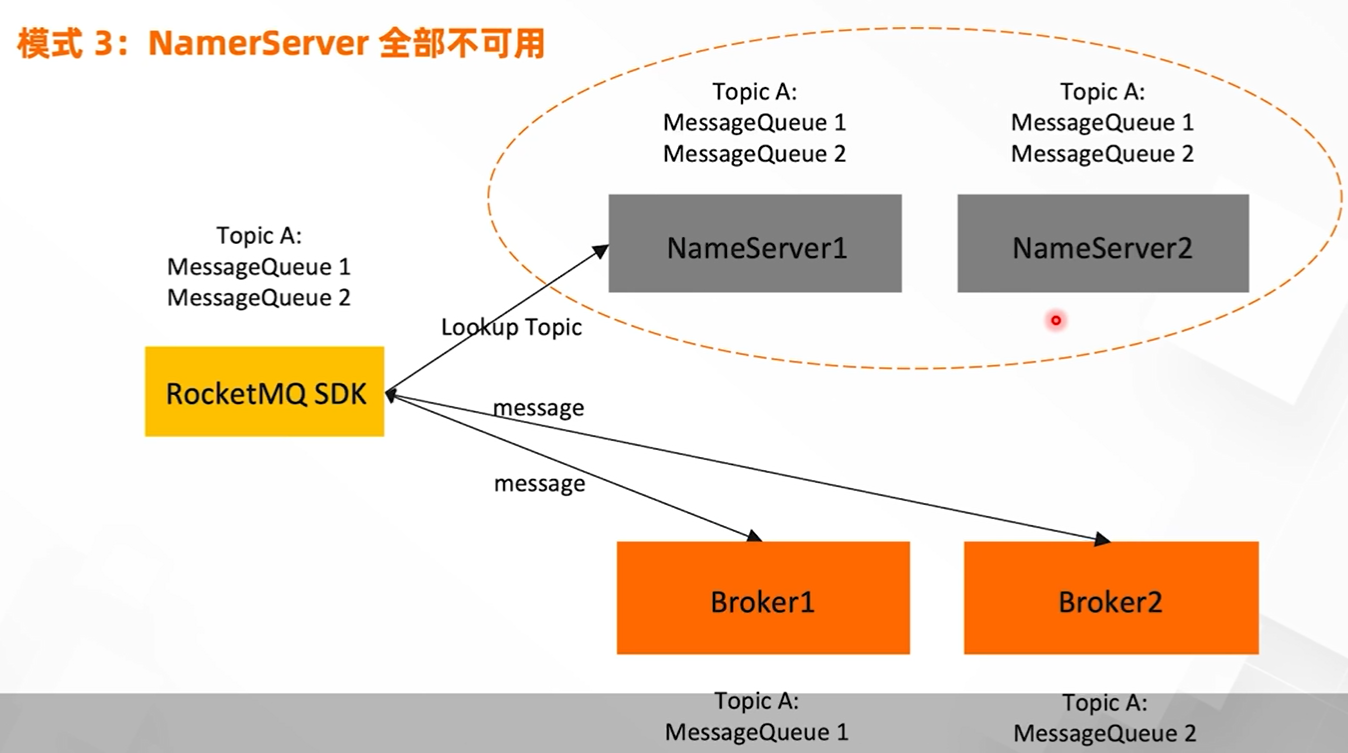 模式 3：NamerServer 全部不可用
Topic A:
MessageQueue 1
MessageQueue 2
Topic A:
MessageQueue 1
MessageQueue 2
NameServer1
NameServer2
Topic A:
MessageQueue 1
MessageQueue 2
Lookup Topic
RocketMQ SDK
message
message
Broker1
Broker2
Topic A:
MessageQueue 1
Topic A:
MessageQueue 2